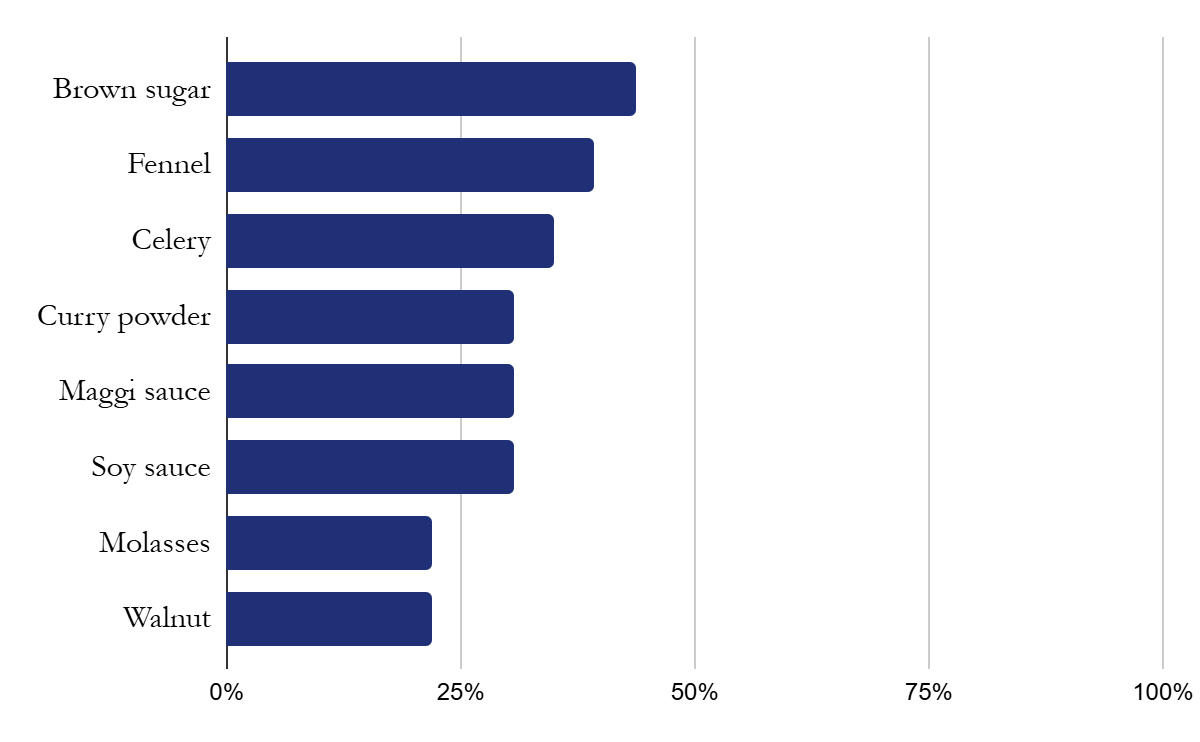 Brown sugar
Fennel
Celery
Curry powder
Maggi sauce
Soy sauce
Molasses
Walnut
0% 25% 50% 75% 100%